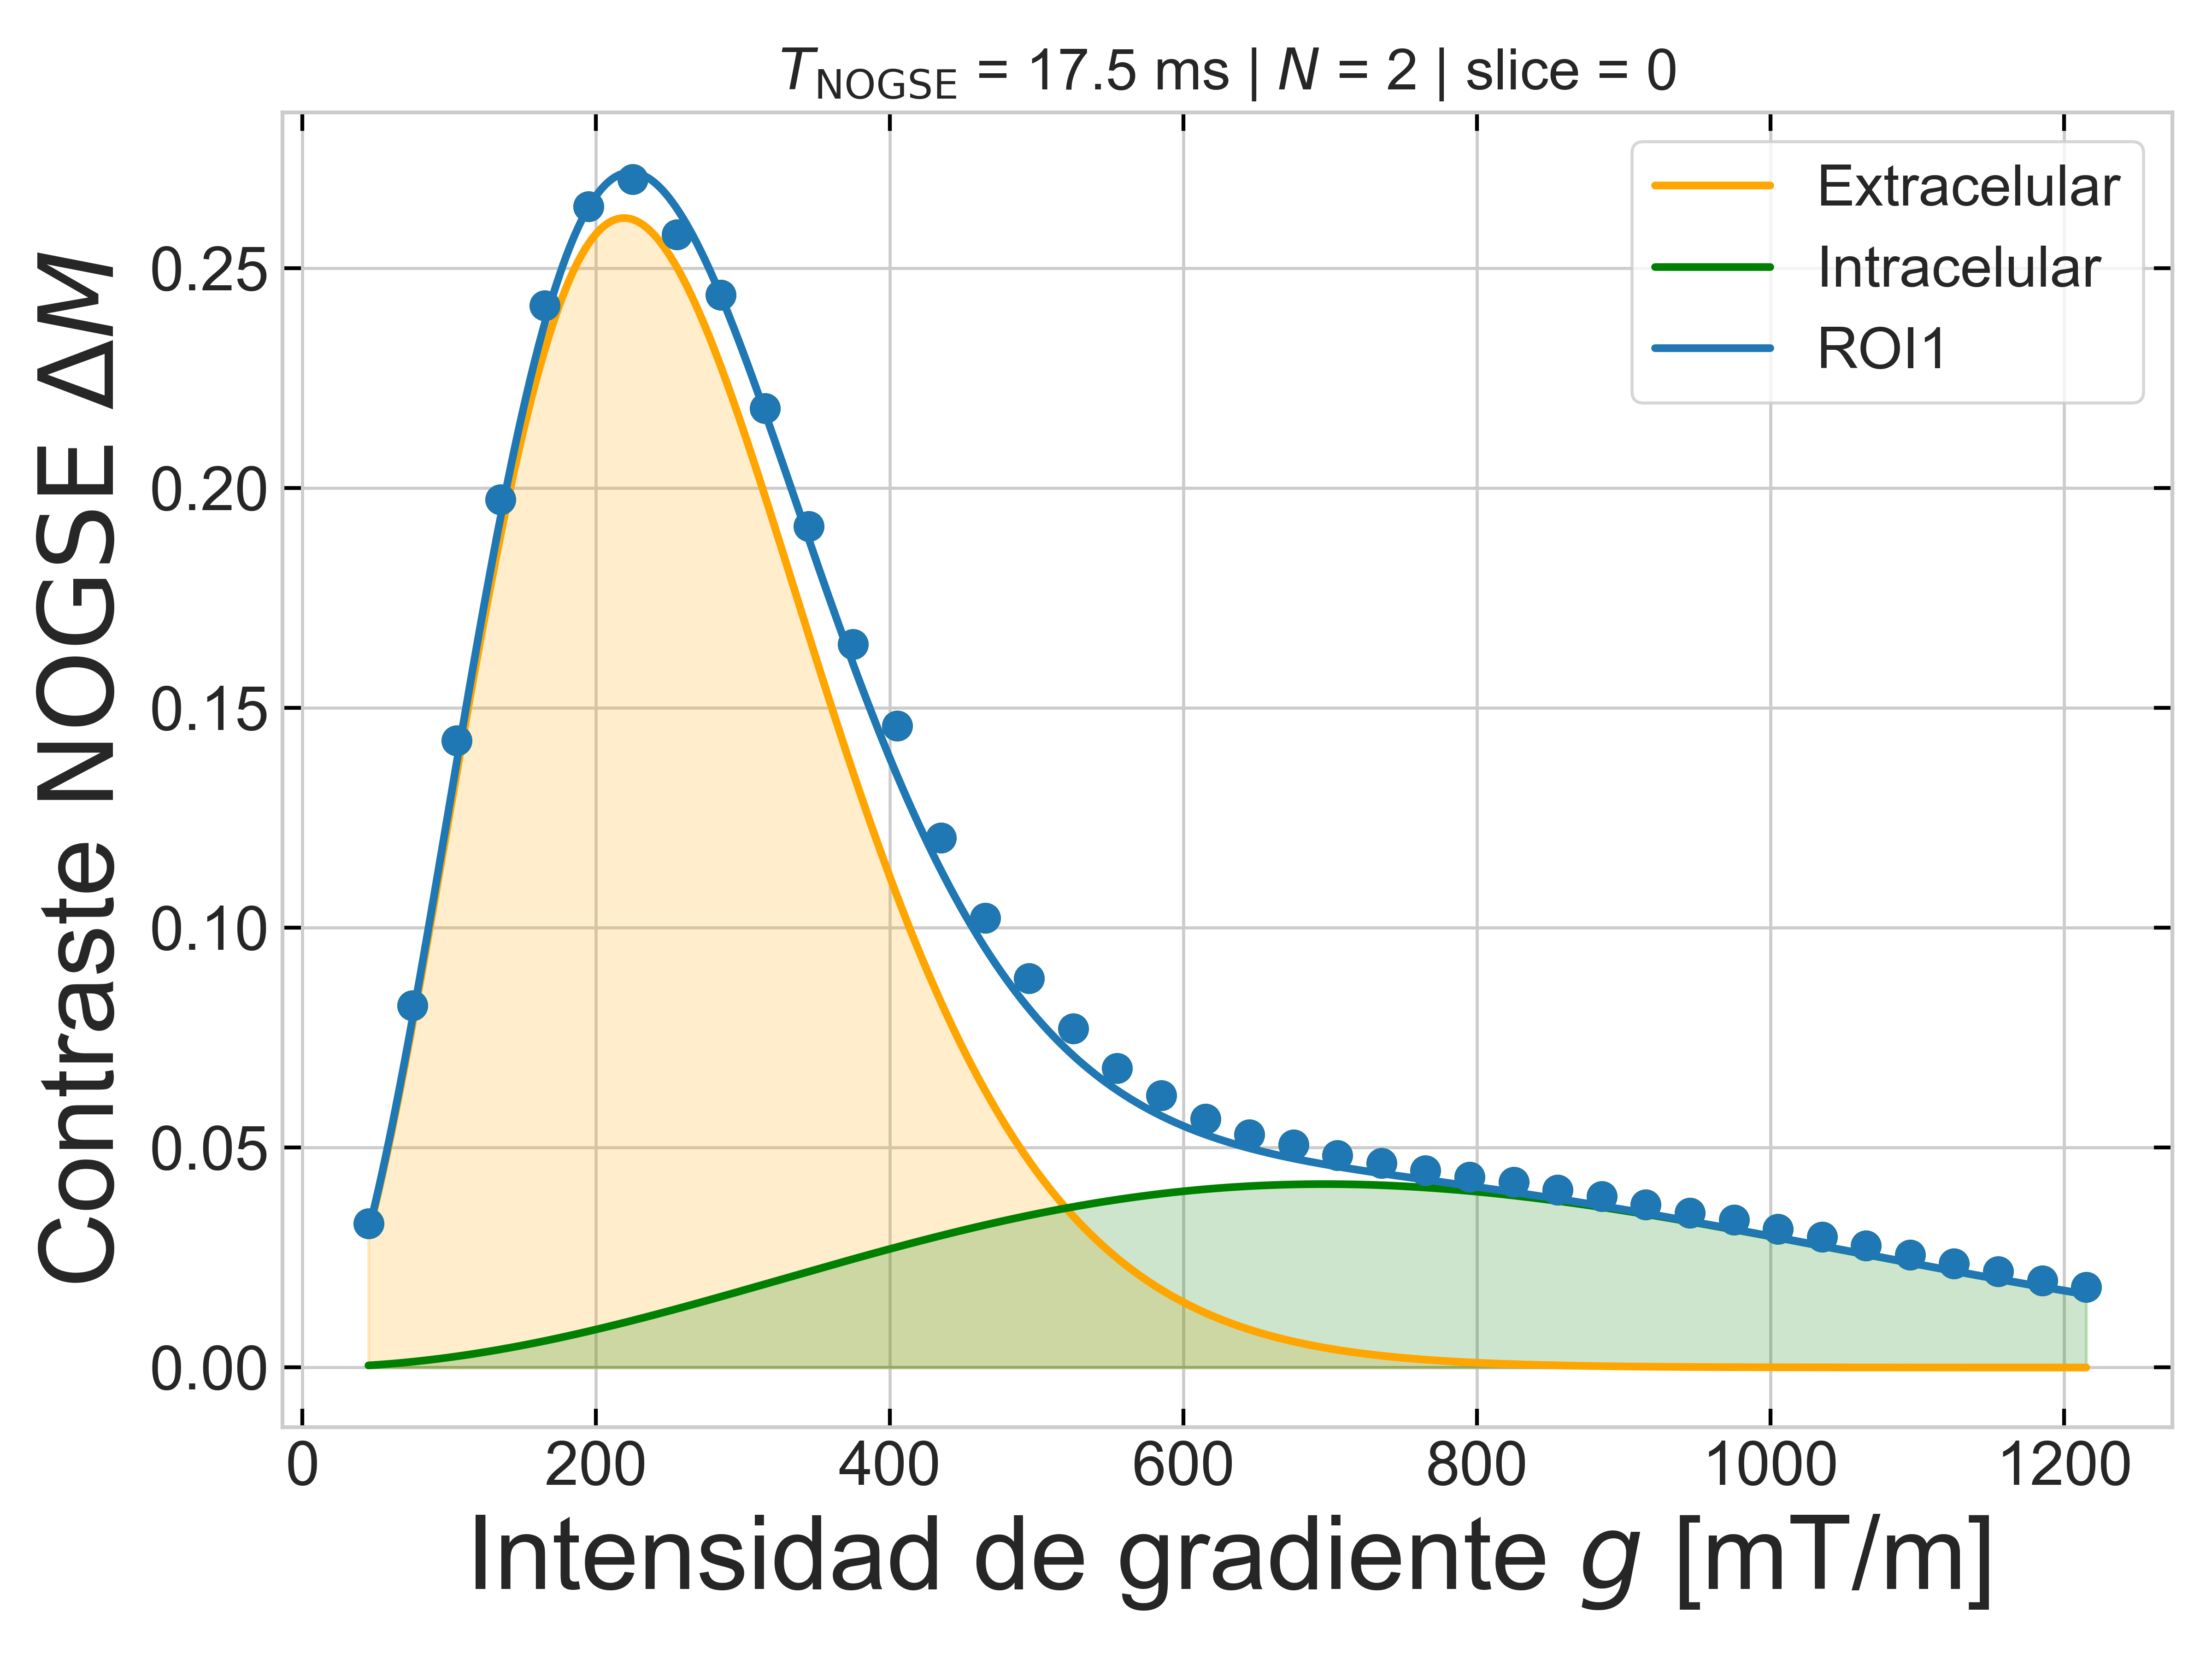 T_NOGSE = 17.5 ms | N = 2 | slice = 0
Extracelular
Intracelular
ROI1
Contraste NOGSE ΔM
0.25
0.20
0.15
0.10
0.05
0.00
0 200 400 600 800 1000 1200
Intensidad de gradiente g [mT/m]